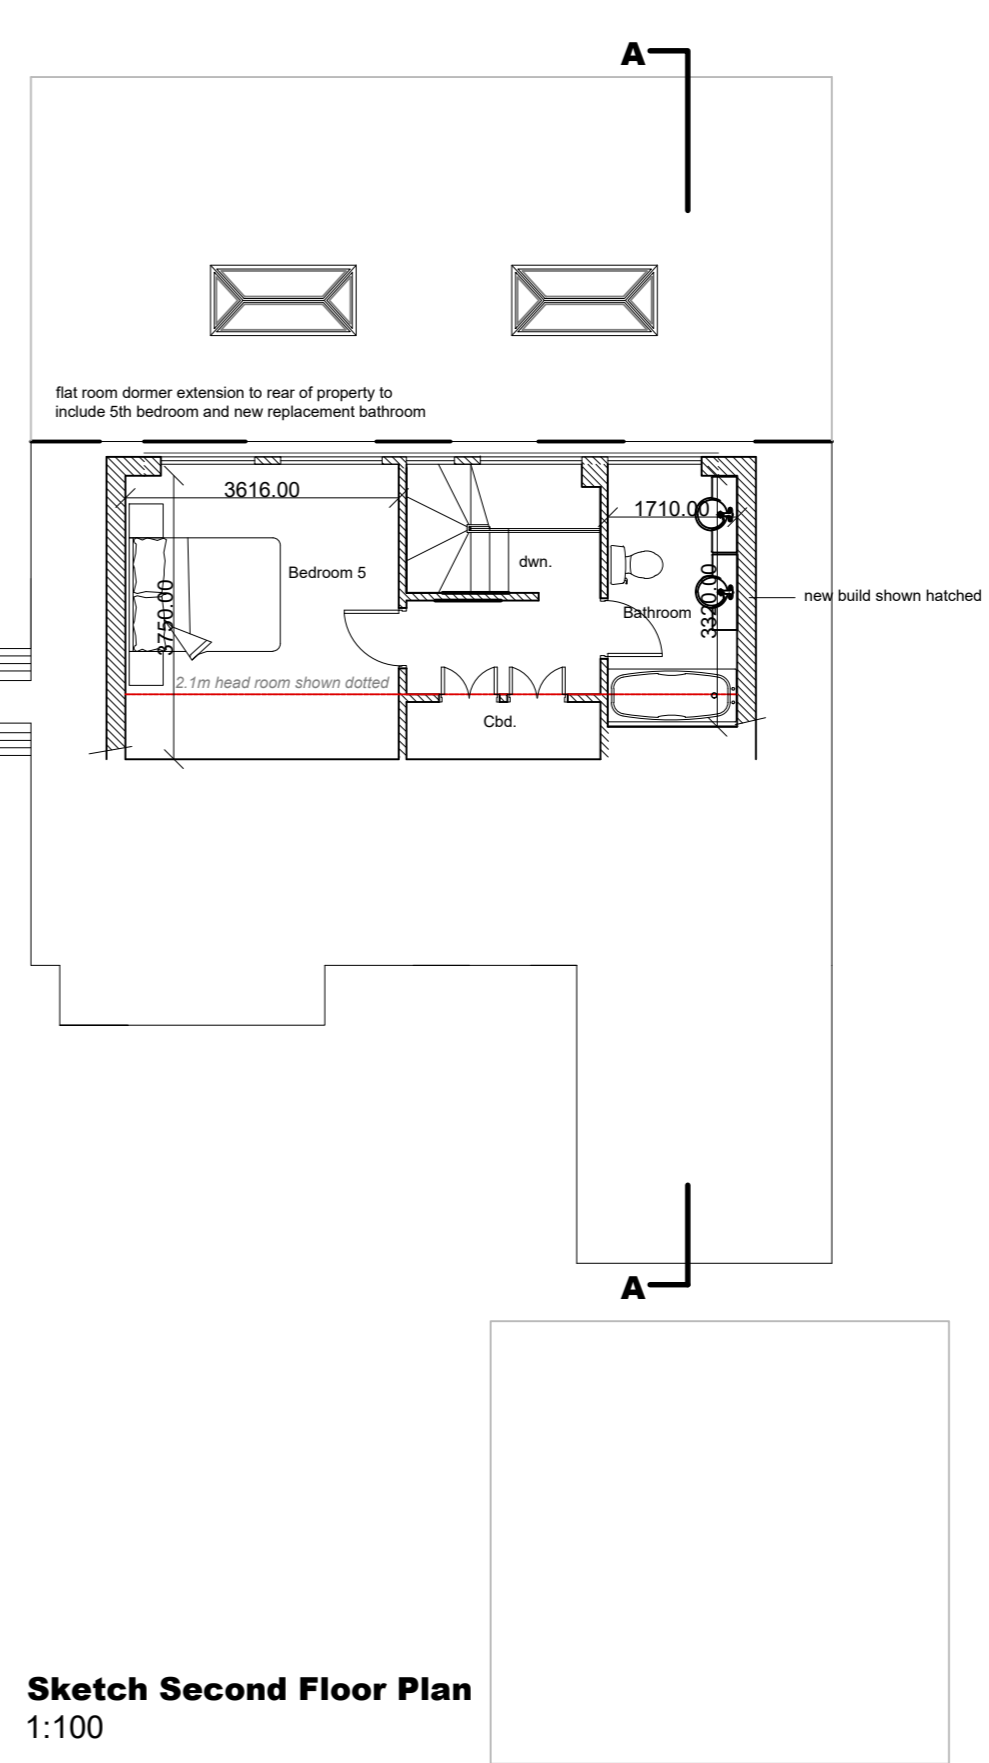 A
flat room dormer extension to rear of property to
include 5th bedroom and new replacement bathroom
3616.00
1710.00
dwn.
Bedroom 5
3750.00
3320.00
new build shown hatched
Bathroom
2.1m head room shown dotted
Cbd.
A
Sketch Second Floor Plan
1:100